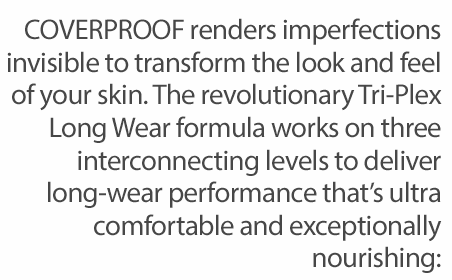 COVERPROOF renders imperfections
invisible to transform the look and feel
of your skin. The revolutionary Tri-Plex
Long Wear formula works on three
interconnecting levels to deliver
long-wear performance that’s ultra
comfortable and exceptionally
nourishing: